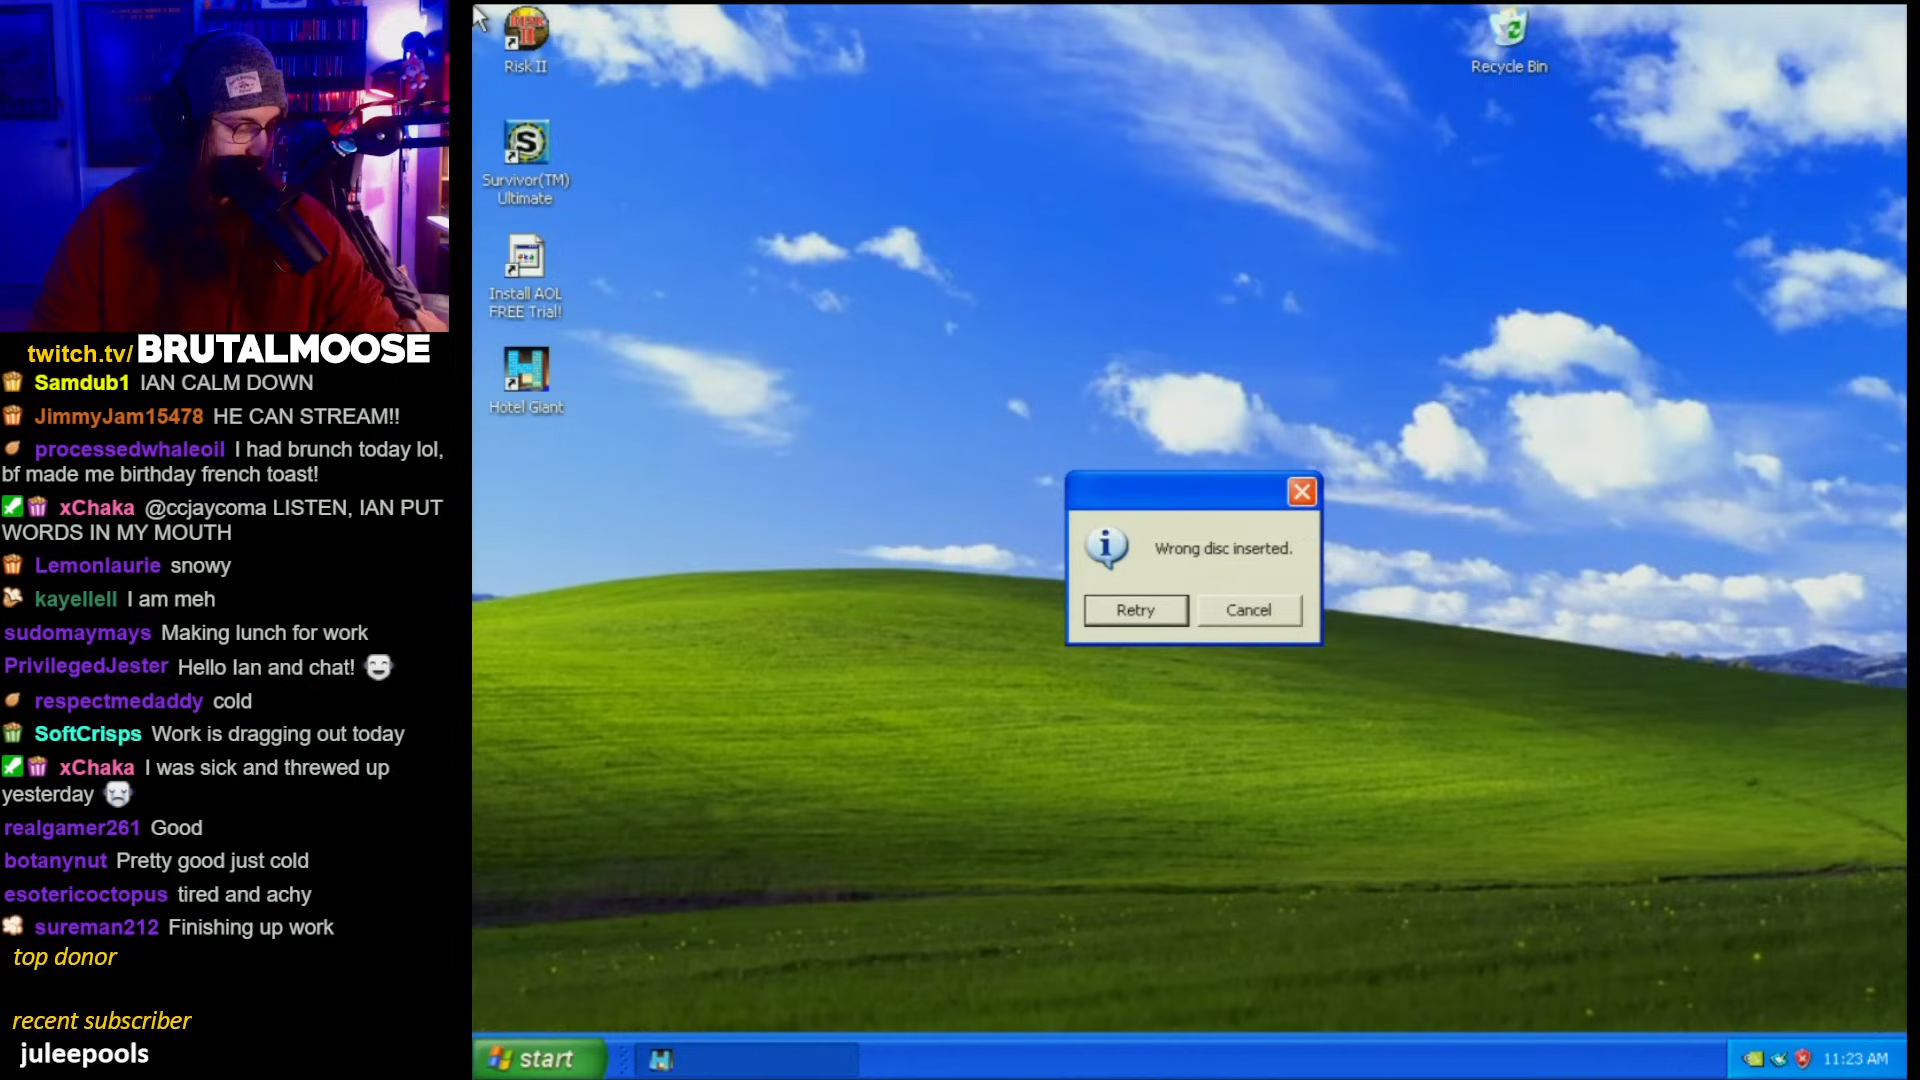 twitch.tv/BRUTALMOOSE
Samdub1 IAN CALM DOWN
JimmyJam15478 HE CAN STREAM!!
processedwhaleoil I had brunch today lol,
bf made me birthday french toast!
xChaka @ccjaycoma LISTEN, IAN PUT
WORDS IN MY MOUTH
Lemonlaurie snowy
kayellell I am meh
sudomaymays Making lunch for work
PrivilegedJester Hello Ian and chat!
respectmedaddy cold
SoftCrisps Work is dragging out today
xChaka I was sick and threwed up
yesterday
realgamer261 Good
botanynut Pretty good just cold
esotericoctopus tired and achy
sureman212 Finishing up work
top donor
recent subscriber
juleepools
RISK II
Risk II
S
Survivor(TM)
Ultimate
Install AOL
FREE Trial!
H
Hotel Giant
Recycle Bin
Wrong disc inserted.
Retry
Cancel
start
H
11:23 AM